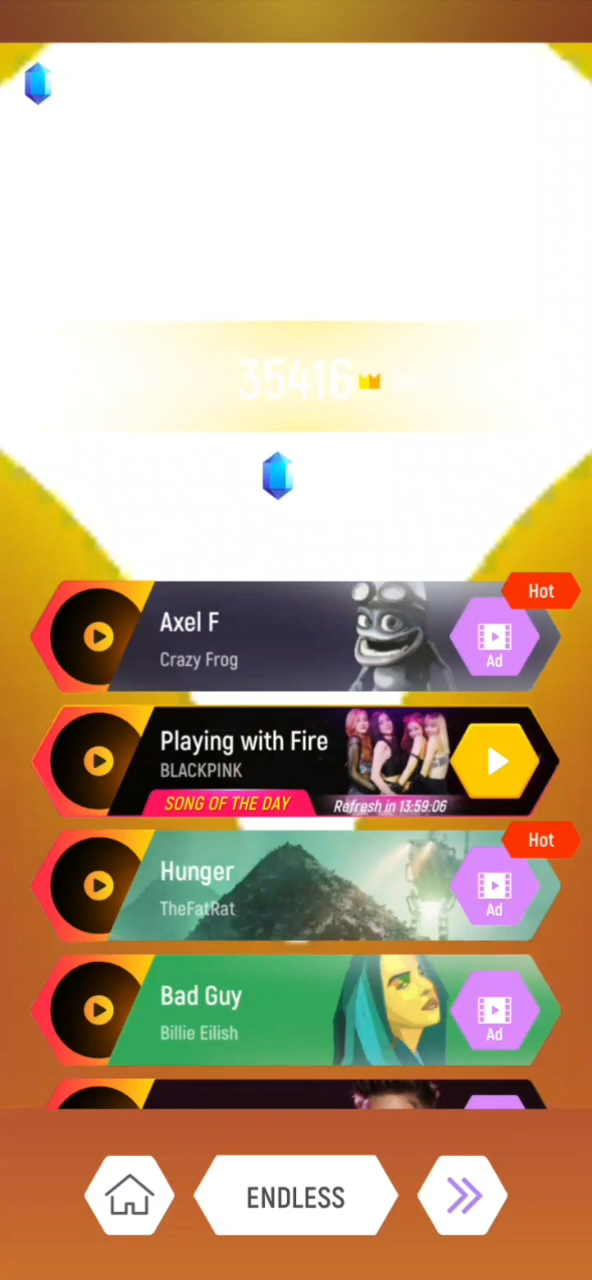 35416
Hot
Axel F
Crazy Frog
Ad
Playing with Fire
BLACKPINK
SONG OF THE DAY
Refresh in 13:59:06
Hot
Hunger
TheFatRat
Ad
Bad Guy
Billie Eilish
Ad
ENDLESS